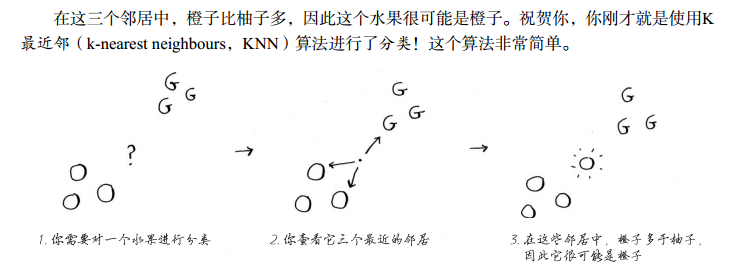 在这三个邻居中，橙子比柚子多，因此这个水果很可能是橙子。祝贺你，你刚才就是使用K
最近邻（k-nearest neighbours，KNN）算法进行了分类！这个算法非常简单。
G
G
G
?
→
G
G
G
→
G
G
G
1. 你需要对一个水果进行分类
2. 你查看它三个最近的邻居
3. 在这些邻居中，橙子多于柚子，
因此它很可能是橙子